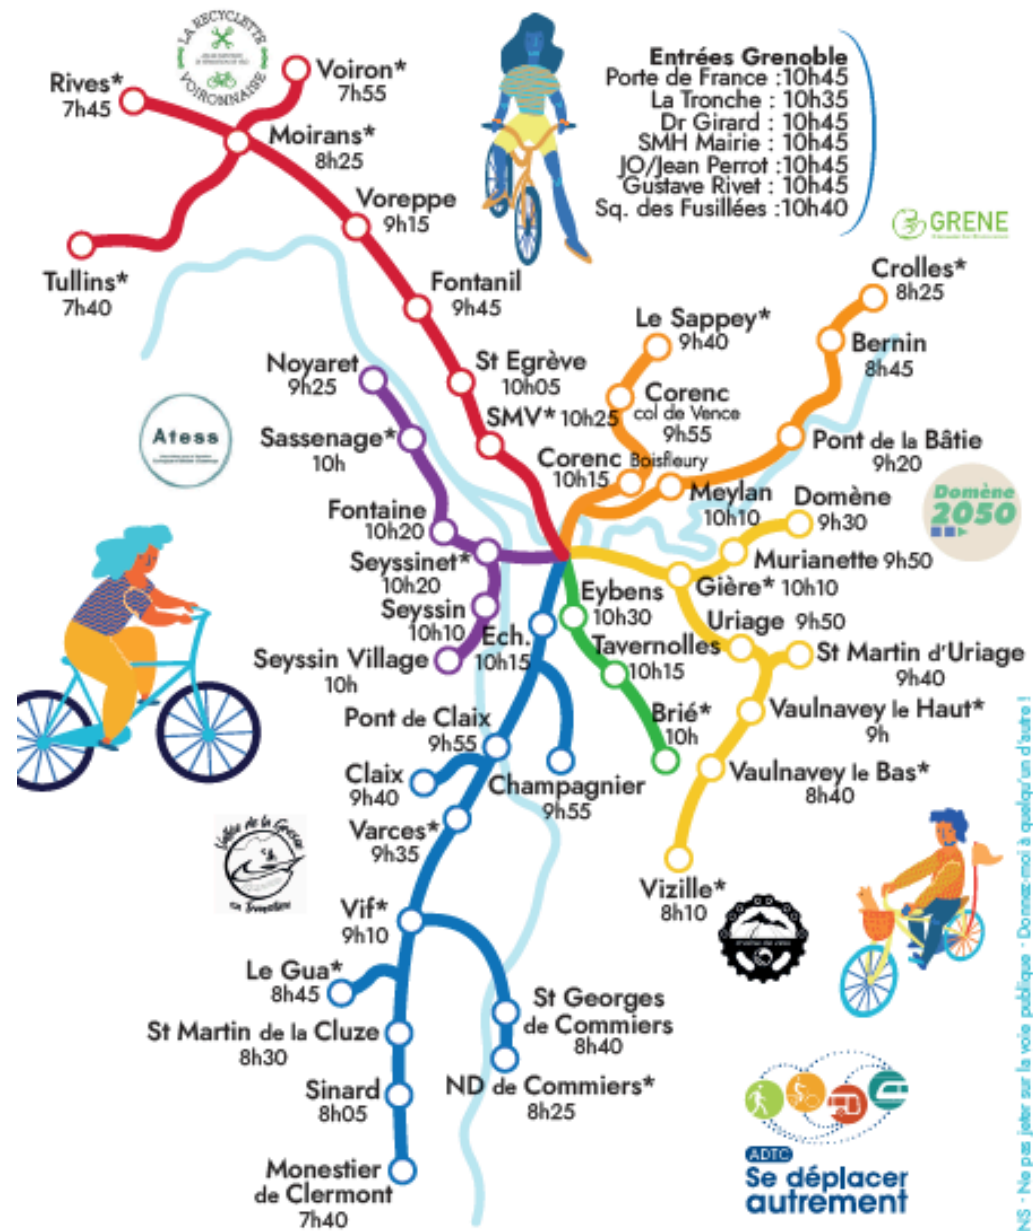 LA RECYCLETTE
VOIRONNAISE
Rives*
7h45
Voiron*
7h55
Moirans*
8h25
Voreppe
9h15
Tullins*
7h40
Fontanil
9h45
Entrées Grenoble
Porte de France :10h45
La Tronche : 10h35
Dr Girard : 10h45
SMH Mairie : 10h45
JO/Jean Perrot :10h45
Gustave Rivet : 10h45
Sq. des Fusillées :10h40
GRENE
Crolles*
8h25
Le Sappey*
9h40
Bernin
8h45
Noyaret
9h25
St Egrève
10h05
Corenc
col de Vence
9h55
SMV* 10h25
Atess
Sassenage*
10h
Pont de la Bâtie
9h20
Corenc Boisfleury
10h15
Meylan
10h10
Domène
9h30
Domène
2050
Fontaine
10h20
Murianette 9h50
Seyssinet*
10h20
Gière* 10h10
Eybens
10h30
Seyssin
10h10
Uriage 9h50
Ech.
10h15
Tavernolles
10h15
Seyssin Village
10h
St Martin d'Uriage
9h40
Pont de Claix
9h55
Brié*
10h
Vaulnavey le Haut*
9h
Claix
9h40
Champagnier
9h55
Vaulnavey le Bas*
8h40
Varces*
9h35
Vallée de la Gresse
en transition
Vizille*
8h10
Vif*
9h10
Le Gua*
8h45
St Georges
de Commiers
8h40
St Martin de la Cluze
8h30
ND de Commiers*
8h25
Sinard
8h05
Monestier
de Clermont
7h40
ADTC
Se déplacer
autrement
NS - Ne pas jeter sur la voie publique - Donnez-moi à quelqu'un d'autre !